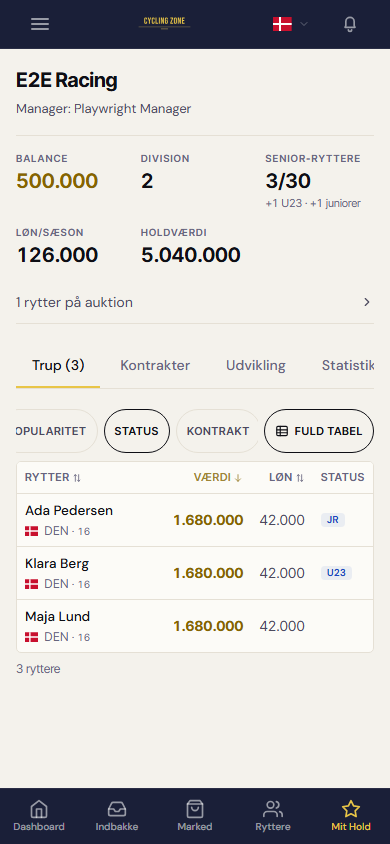 CYCLING ZONE
E2E Racing
Manager: Playwright Manager
BALANCE DIVISION SENIOR-RYTTERE
500.000 2 3/30
+1 U23 · +1 juniorer
LØN/SÆSON HOLDVÆRDI
126.000 5.040.000
1 rytter på auktion
Trup (3) Kontrakter Udvikling Statistik
OPULARITET STATUS KONTRAKT FULD TABEL
RYTTER VÆRDI ↓ LØN STATUS
Ada Pedersen
DEN · 16 1.680.000 42.000 JR
Klara Berg
DEN · 16 1.680.000 42.000 U23
Maja Lund
DEN · 16 1.680.000 42.000
3 ryttere
Dashboard Indbakke Marked Ryttere Mit Hold